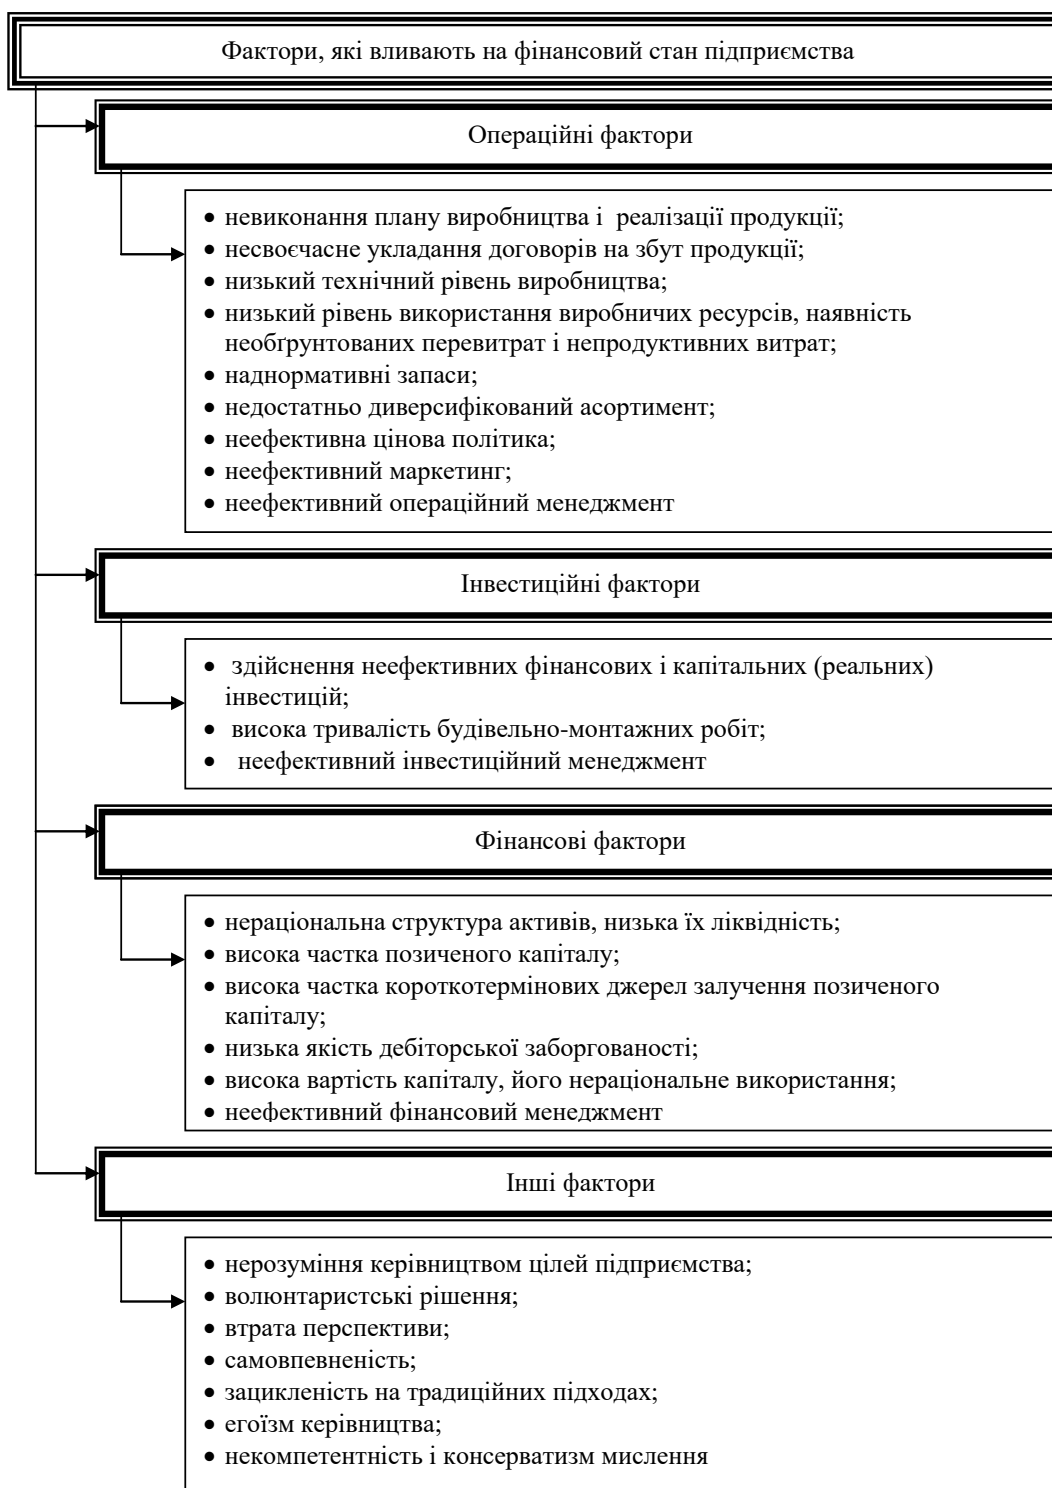 Фактори, які вливають на фінансовий стан підприємства
Операційні фактори
• невиконання плану виробництва і  реалізації продукції;
• несвоєчасне укладання договорів на збут продукції;
• низький технічний рівень виробництва;
• низький рівень використання виробничих ресурсів, наявність
необґрунтованих перевитрат і непродуктивних витрат;
• наднормативні запаси;
• недостатньо диверсифікований асортимент;
• неефективна цінова політика;
• неефективний маркетинг;
• неефективний операційний менеджмент
Інвестиційні фактори
• здійснення неефективних фінансових і капітальних (реальних)
інвестицій;
• висока тривалість будівельно-монтажних робіт;
• неефективний інвестиційний менеджмент
Фінансові фактори
• нераціональна структура активів, низька їх ліквідність;
• висока частка позиченого капіталу;
• висока частка короткотермінових джерел залучення позиченого
капіталу;
• низька якість дебіторської заборгованості;
• висока вартість капіталу, його нераціональне використання;
• неефективний фінансовий менеджмент
Інші фактори
• нерозуміння керівництвом цілей підприємства;
• волюнтаристські рішення;
• втрата перспективи;
• самовпевненість;
• зацикленість на традиційних підходах;
• егоїзм керівництва;
• некомпетентність і консерватизм мислення